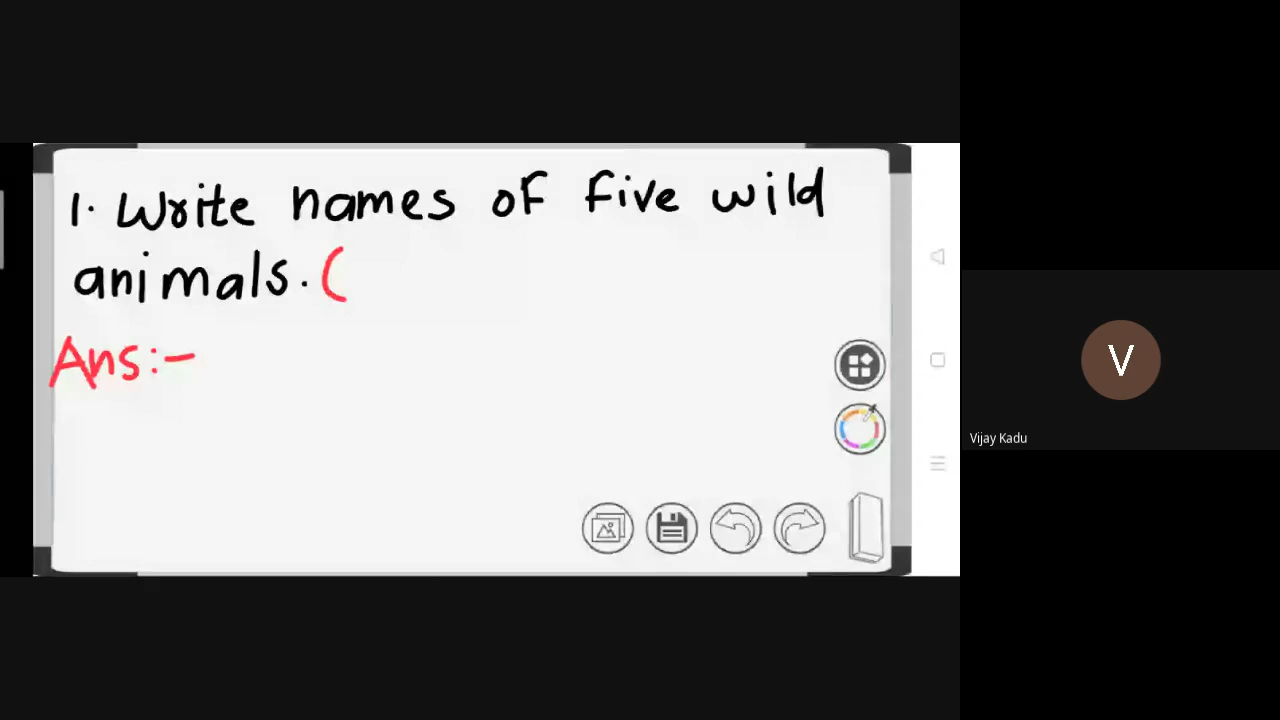 1. Write names of five wild
animals. (
Ans:-
V
Vijay Kadu